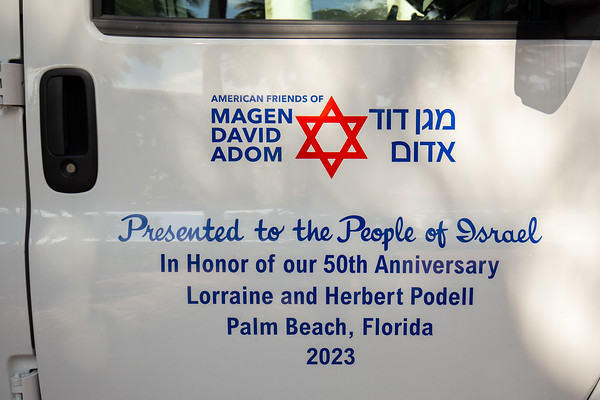 AMERICAN FRIENDS OF
MAGEN
DAVID
ADOM
מגן דוד
אדום
Presented to the People of Israel
In Honor of our 50th Anniversary
Lorraine and Herbert Podell
Palm Beach, Florida
2023